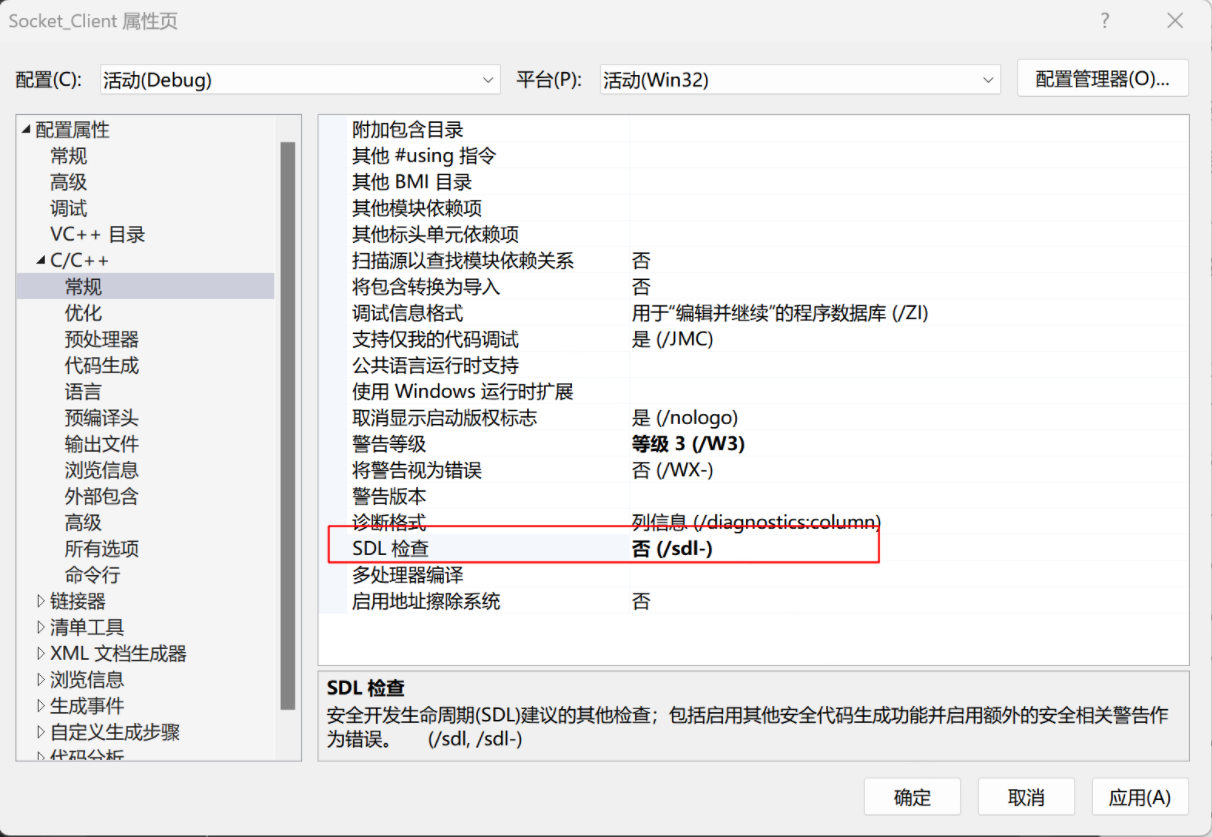 Socket_Client 属性页
配置(C): 活动(Debug) 平台(P): 活动(Win32) 配置管理器(O)...
配置属性
常规
高级
调试
VC++ 目录
C/C++
常规
优化
预处理器
代码生成
语言
预编译头
输出文件
浏览信息
外部包含
高级
所有选项
命令行
链接器
清单工具
XML 文档生成器
浏览信息
生成事件
自定义生成步骤
代码分析
附加包含目录
其他 #using 指令
其他 BMI 目录
其他模块依赖项
其他标头单元依赖项
扫描源以查找模块依赖关系 否
将包含转换为导入 否
调试信息格式 用于“编辑并继续”的程序数据库 (/ZI)
支持仅我的代码调试 是 (/JMC)
公共语言运行时支持
使用 Windows 运行时扩展
取消显示启动版权标志 是 (/nologo)
警告等级 等级 3 (/W3)
将警告视为错误 否 (/WX-)
警告版本
诊断格式 列信息 (/diagnostics:column)
SDL 检查 否 (/sdl-)
多处理器编译
启用地址擦除系统 否
SDL 检查
安全开发生命周期(SDL)建议的其他检查；包括启用其他安全代码生成功能并启用额外的安全相关警告作
为错误。 (/sdl, /sdl-)
确定 取消 应用(A)